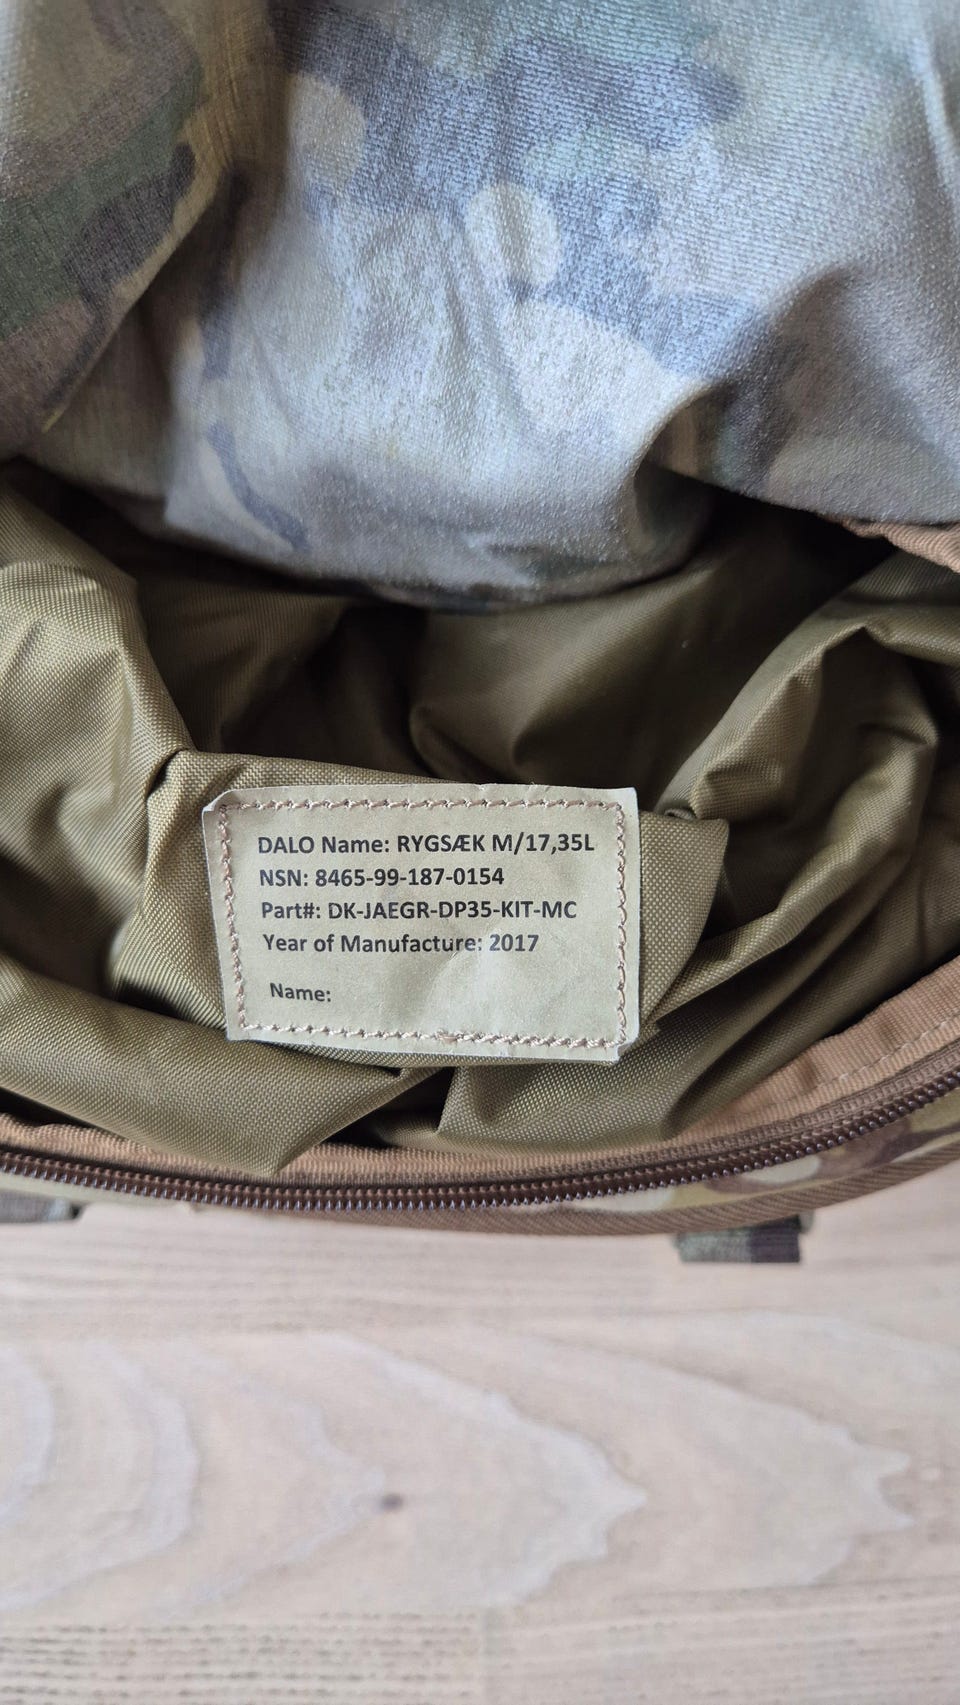 DALO Name: RYGSÆK M/17,35L
NSN: 8465-99-187-0154
Part#: DK-JAEGR-DP35-KIT-MC
Year of Manufacture: 2017
Name: